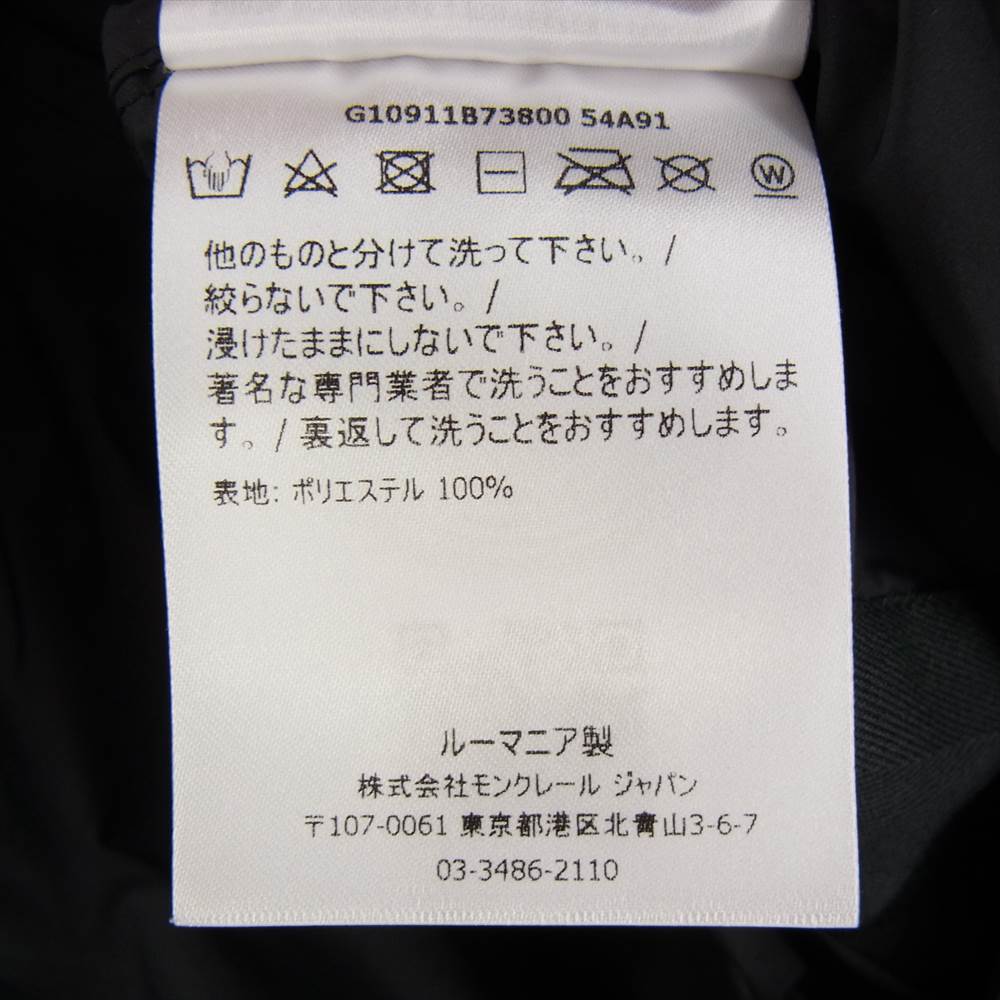 G10911B73800 54A91
W
他のものと分けて洗って下さい。/
絞らないで下さい。/
浸けたままにしないで下さい。/
著名な専門業者で洗うことをおすすめしま
す。/ 裏返して洗うことをおすすめします。
表地: ポリエステル 100%
ルーマニア製
株式会社モンクレール ジャパン
〒107-0061 東京都港区北青山3-6-7
03-3486-2110